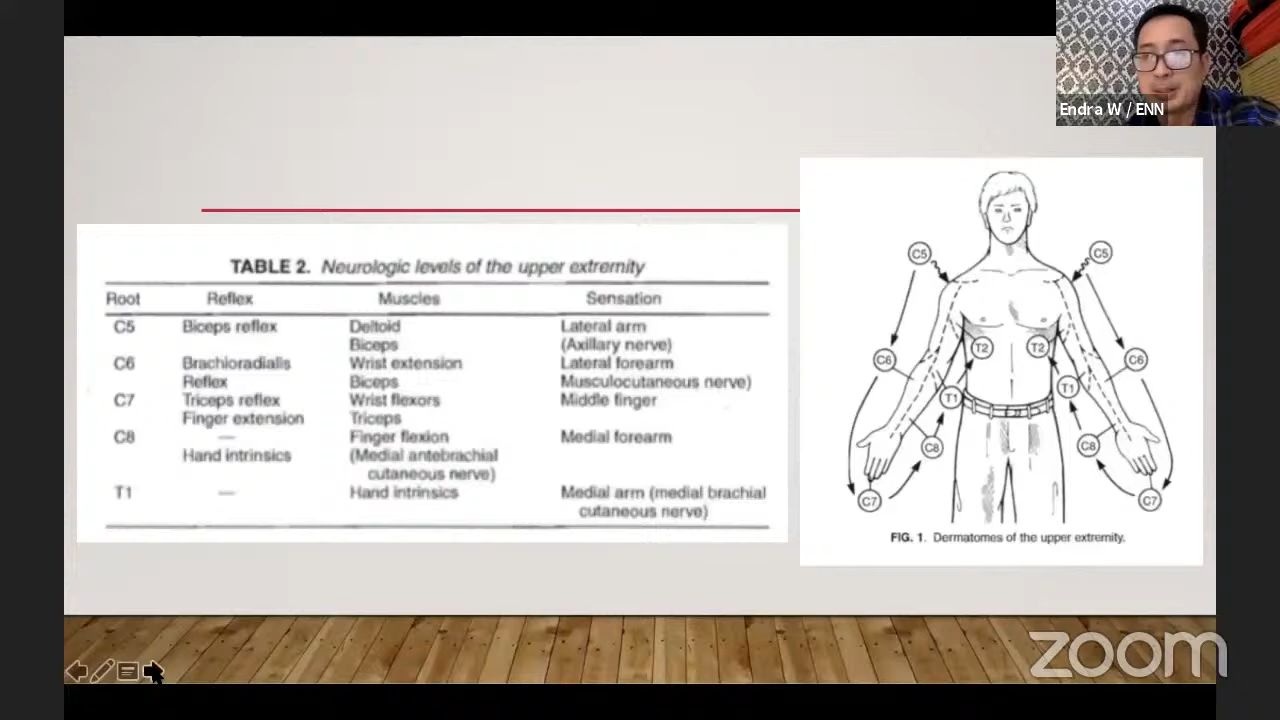 Endra W / ENN
TABLE 2. Neurologic levels of the upper extremity
Root Reflex Muscles Sensation
C5 Biceps reflex Deltoid Lateral arm
Biceps (Axillary nerve)
C6 Brachioradialis Wrist extension Lateral forearm
Reflex Biceps Musculocutaneous nerve)
C7 Triceps reflex Wrist flexors Middle finger
Finger extension Triceps
C8 — Finger flexion Medial forearm
Hand intrinsics (Medial antebrachial
cutaneous nerve)
T1 — Hand intrinsics Medial arm (medial brachial
cutaneous nerve)
C5 C5
T2 T2
C6 C6
T1 T1
C8 C8
C7 C7
FIG. 1. Dermatomes of the upper extremity.
zoom